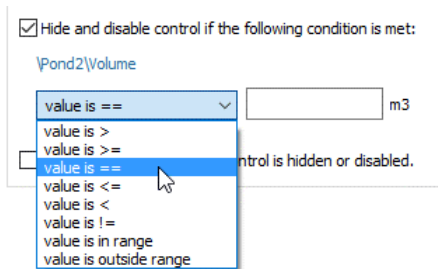 Hide and disable control if the following condition is met:
\Pond2\Volume
value is == m3
value is >
value is >=
value is == ntrol is hidden or disabled.
value is <=
value is <
value is !=
value is in range
value is outside range